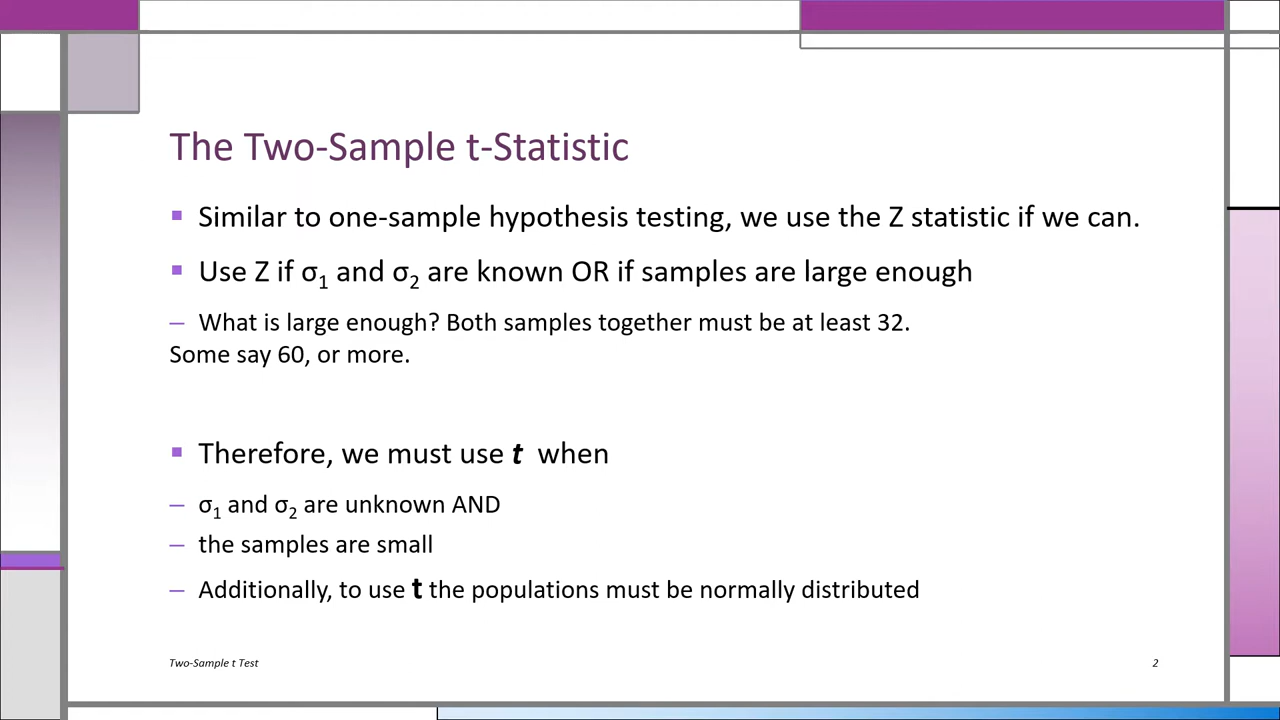 The Two-Sample t-Statistic
▪ Similar to one-sample hypothesis testing, we use the Z statistic if we can.
▪ Use Z if σ₁ and σ₂ are known OR if samples are large enough
– What is large enough? Both samples together must be at least 32.
Some say 60, or more.
▪ Therefore, we must use t when
– σ₁ and σ₂ are unknown AND
– the samples are small
– Additionally, to use t the populations must be normally distributed
Two-Sample t Test
2